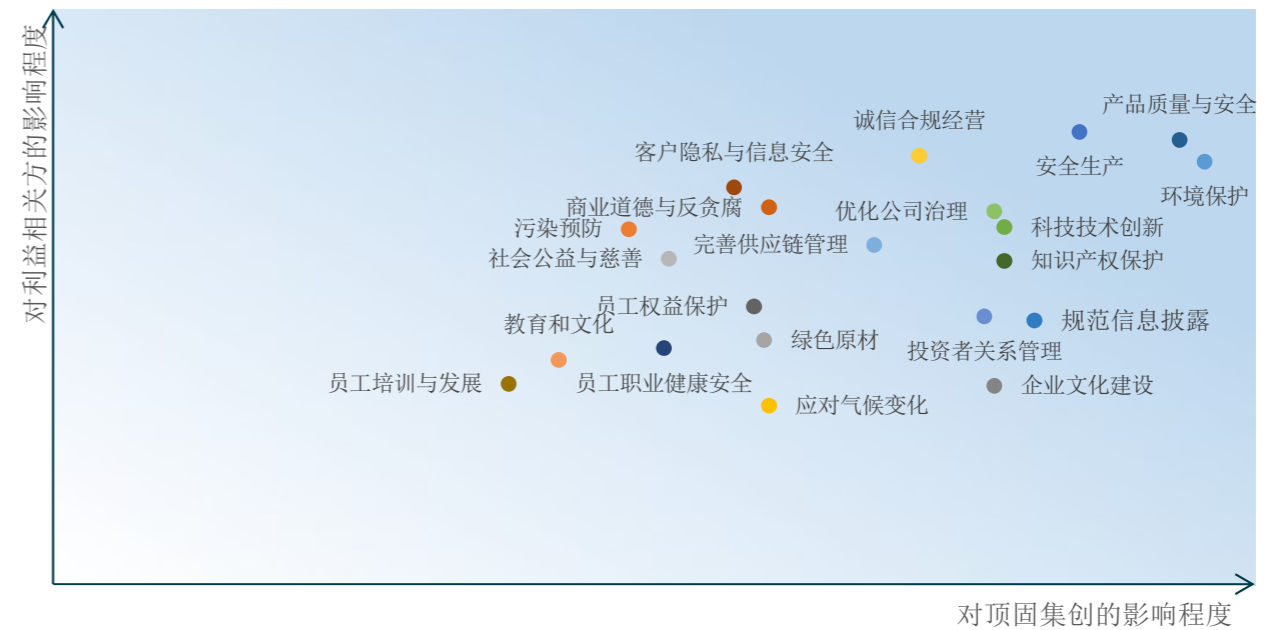 对利益相关方的影响程度
产品质量与安全
诚信合规经营
客户隐私与信息安全
安全生产
环境保护
商业道德与反贪腐
优化公司治理
污染预防
科技技术创新
完善供应链管理
社会公益与慈善
知识产权保护
员工权益保护
教育和文化
规范信息披露
绿色原材
投资者关系管理
员工培训与发展
员工职业健康安全
企业文化建设
应对气候变化
对顶固集创的影响程度